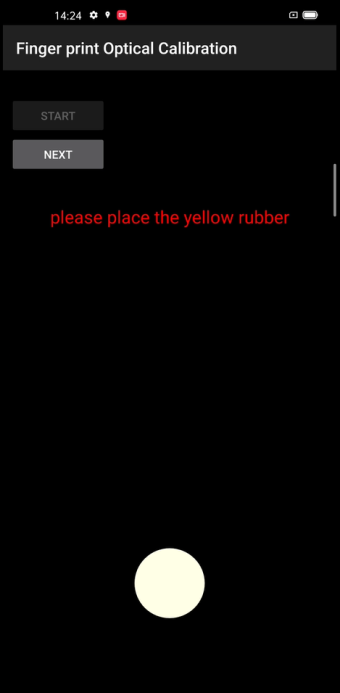 14:24
Finger print Optical Calibration
START
NEXT
please place the yellow rubber